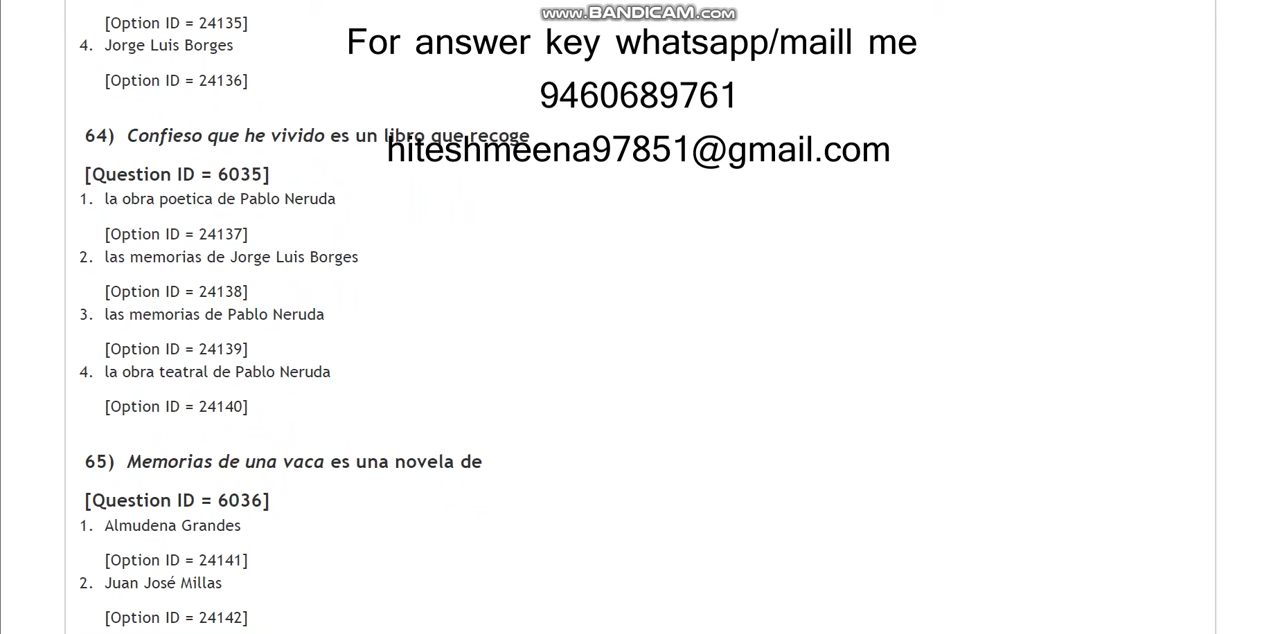 www.BANDICAM.com
[Option ID = 24135]
4. Jorge Luis Borges
For answer key whatsapp/maill me
[Option ID = 24136]
9460689761
64) Confieso que he vivido es un libro que recoge
hiteshmeena97851@gmail.com
[Question ID = 6035]
1. la obra poetica de Pablo Neruda
[Option ID = 24137]
2. las memorias de Jorge Luis Borges
[Option ID = 24138]
3. las memorias de Pablo Neruda
[Option ID = 24139]
4. la obra teatral de Pablo Neruda
[Option ID = 24140]
65) Memorias de una vaca es una novela de
[Question ID = 6036]
1. Almudena Grandes
[Option ID = 24141]
2. Juan José Millas
[Option ID = 24142]